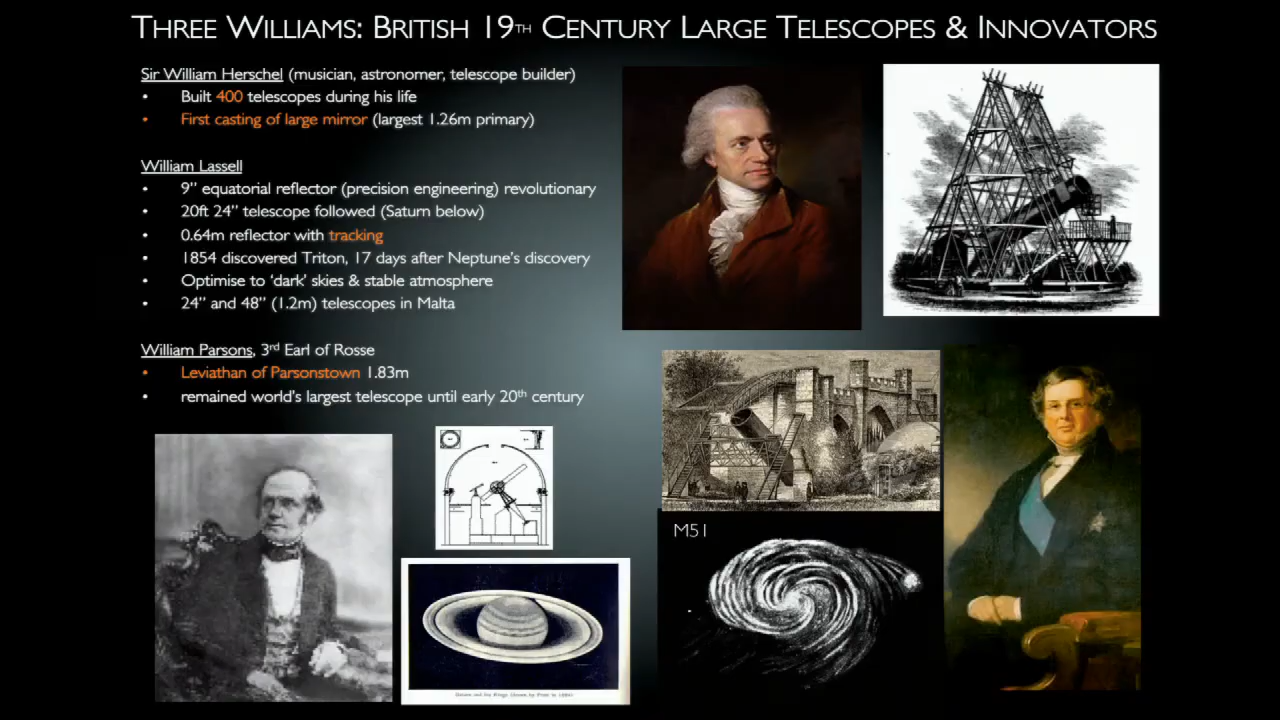 THREE WILLIAMS: BRITISH 19TH CENTURY LARGE TELESCOPES & INNOVATORS
Sir William Herschel (musician, astronomer, telescope builder)
• Built 400 telescopes during his life
• First casting of large mirror (largest 1.26m primary)
William Lassell
• 9” equatorial reflector (precision engineering) revolutionary
• 20ft 24” telescope followed (Saturn below)
• 0.64m reflector with tracking
• 1854 discovered Triton, 17 days after Neptune’s discovery
• Optimise to ‘dark’ skies & stable atmosphere
• 24” and 48” (1.2m) telescopes in Malta
William Parsons, 3rd Earl of Rosse
• Leviathan of Parsonstown 1.83m
• remained world’s largest telescope until early 20th century
M51